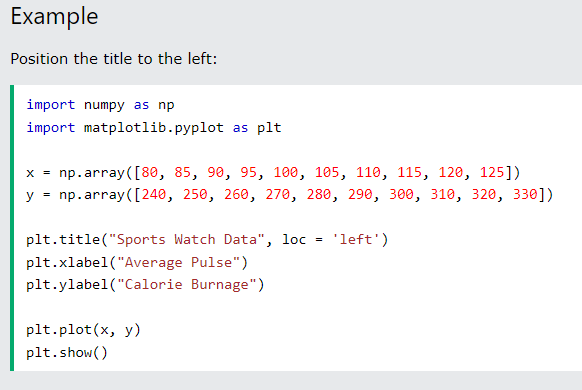 Example
Position the title to the left:
import numpy as np
import matplotlib.pyplot as plt
x = np.array([80, 85, 90, 95, 100, 105, 110, 115, 120, 125])
y = np.array([240, 250, 260, 270, 280, 290, 300, 310, 320, 330])
plt.title("Sports Watch Data", loc = 'left')
plt.xlabel("Average Pulse")
plt.ylabel("Calorie Burnage")
plt.plot(x, y)
plt.show()